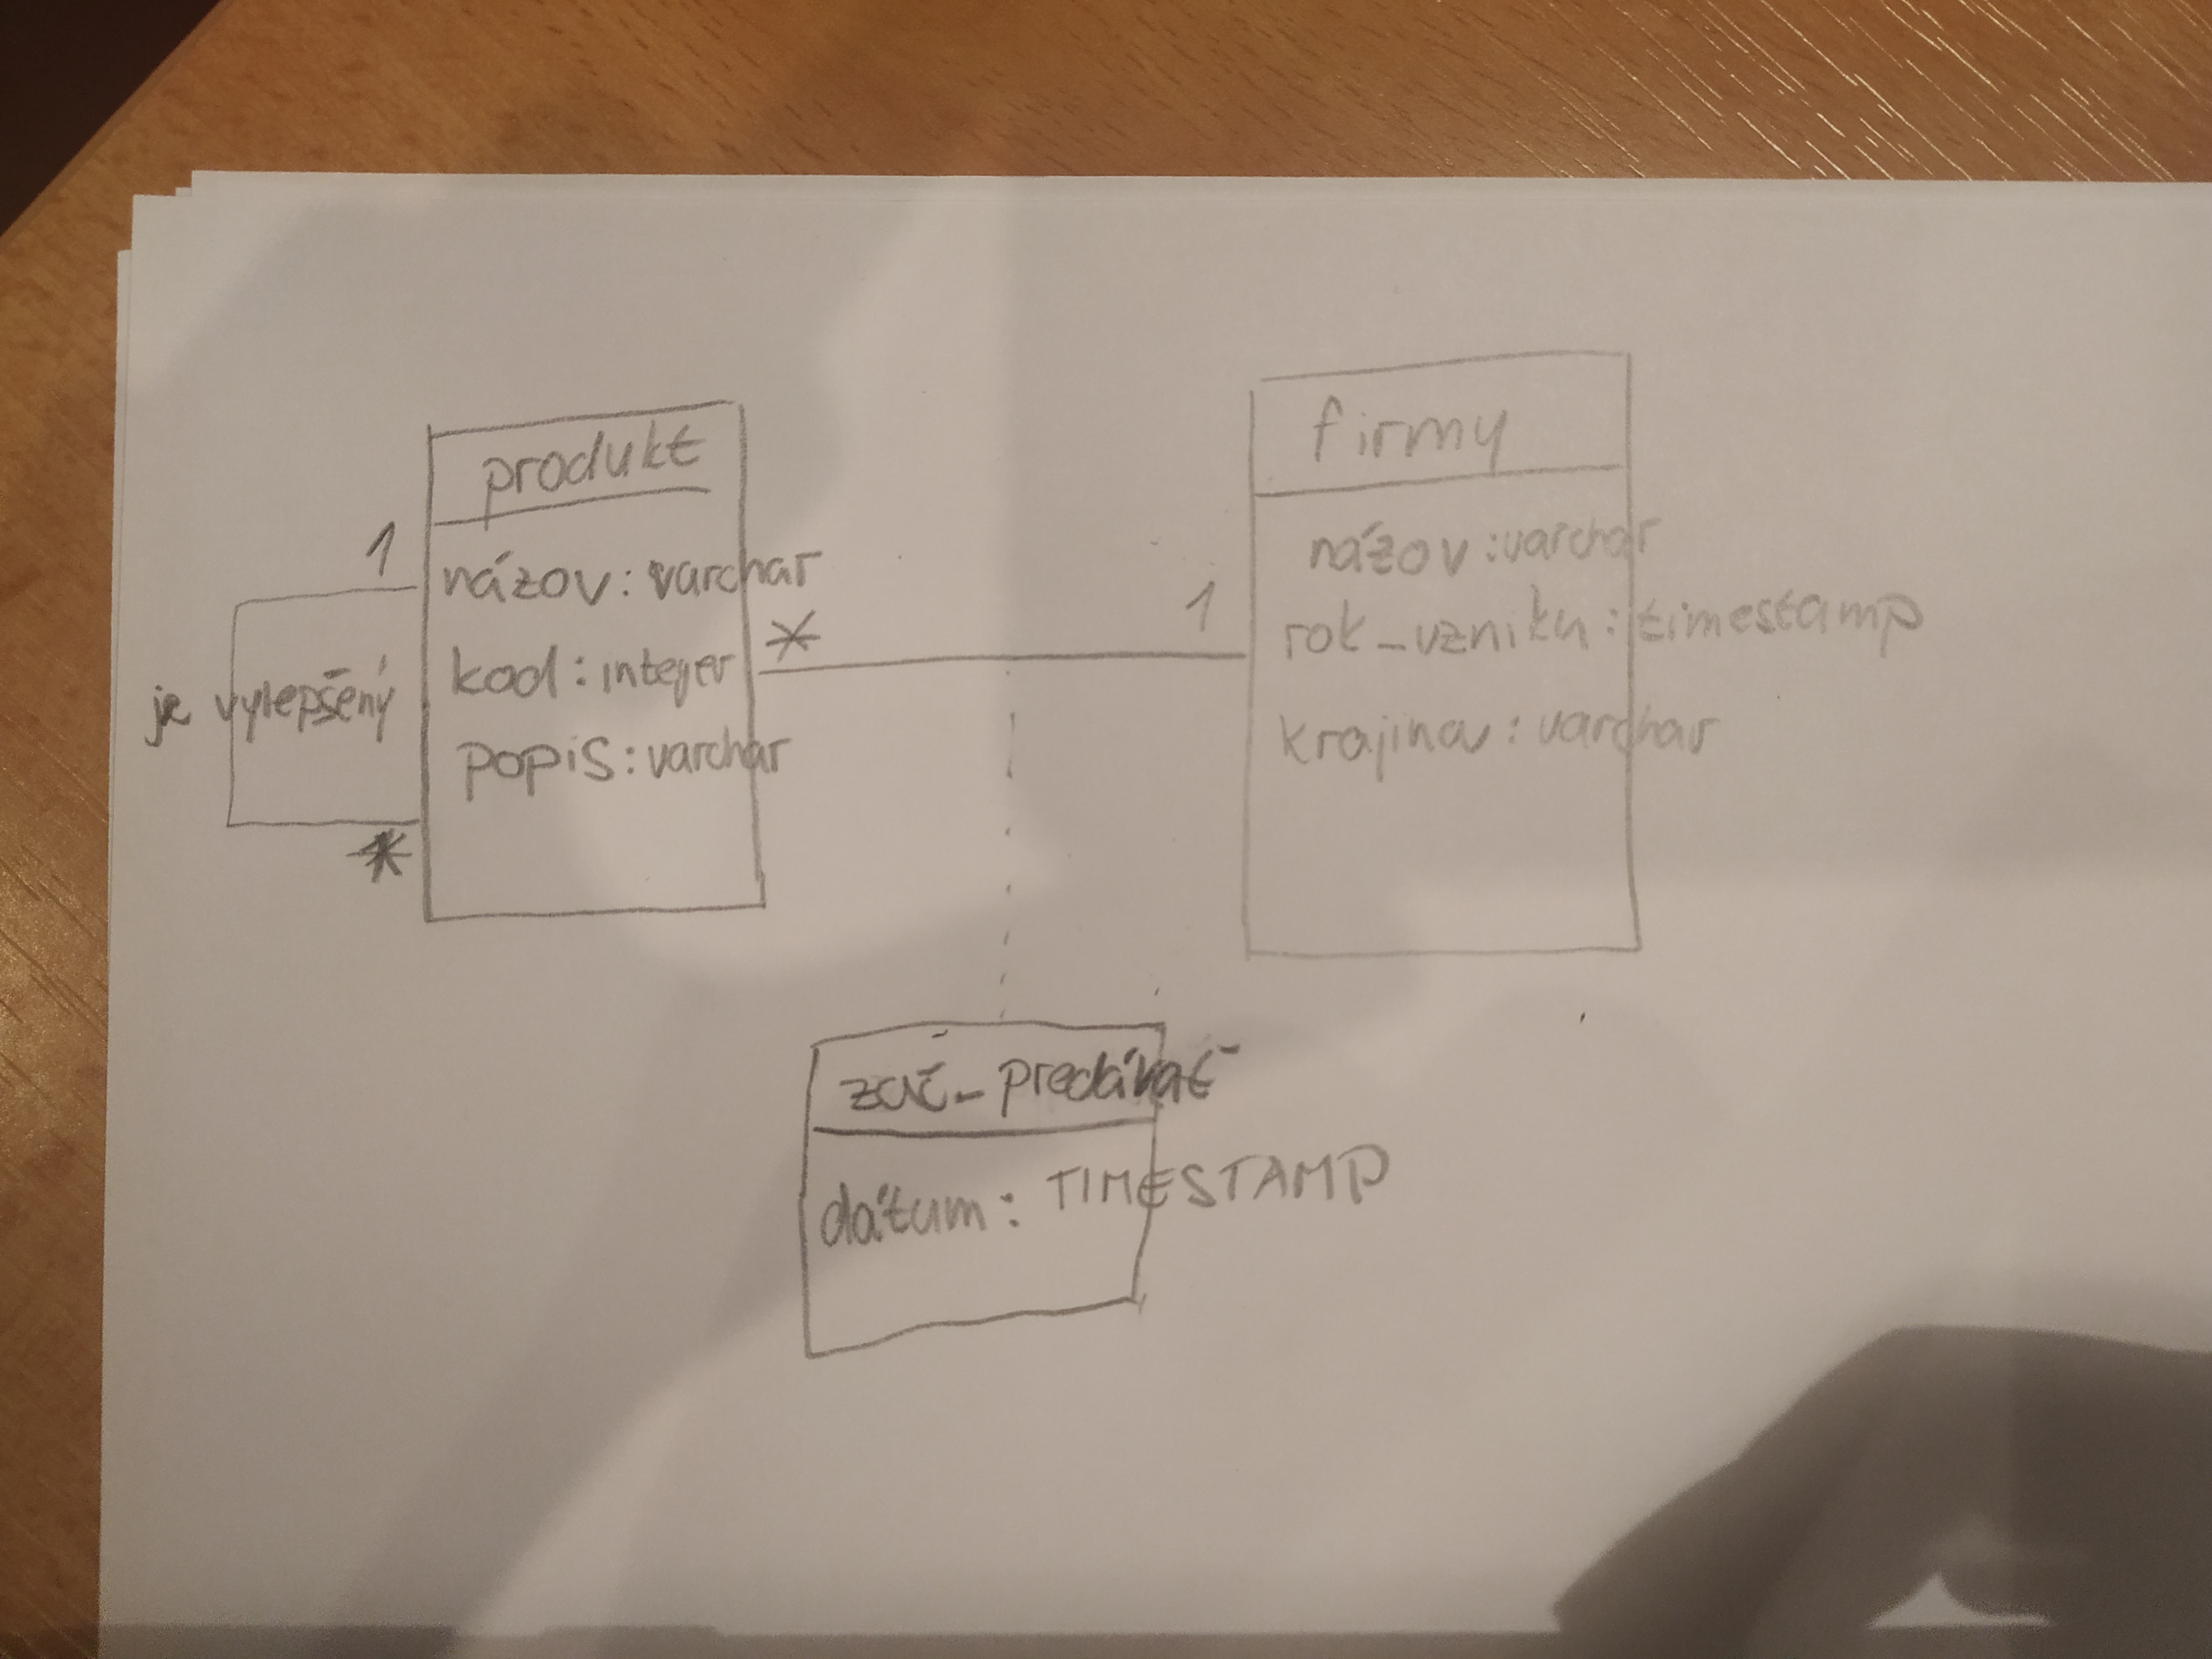 produkt
názov: varchar
kod: integer
popis: varchar
je vylepšený
1
*
*
1
firmy
názov: varchar
rok_vzniku: timestamp
krajina: varchar
zač_predávať
dátum: TIMESTAMP